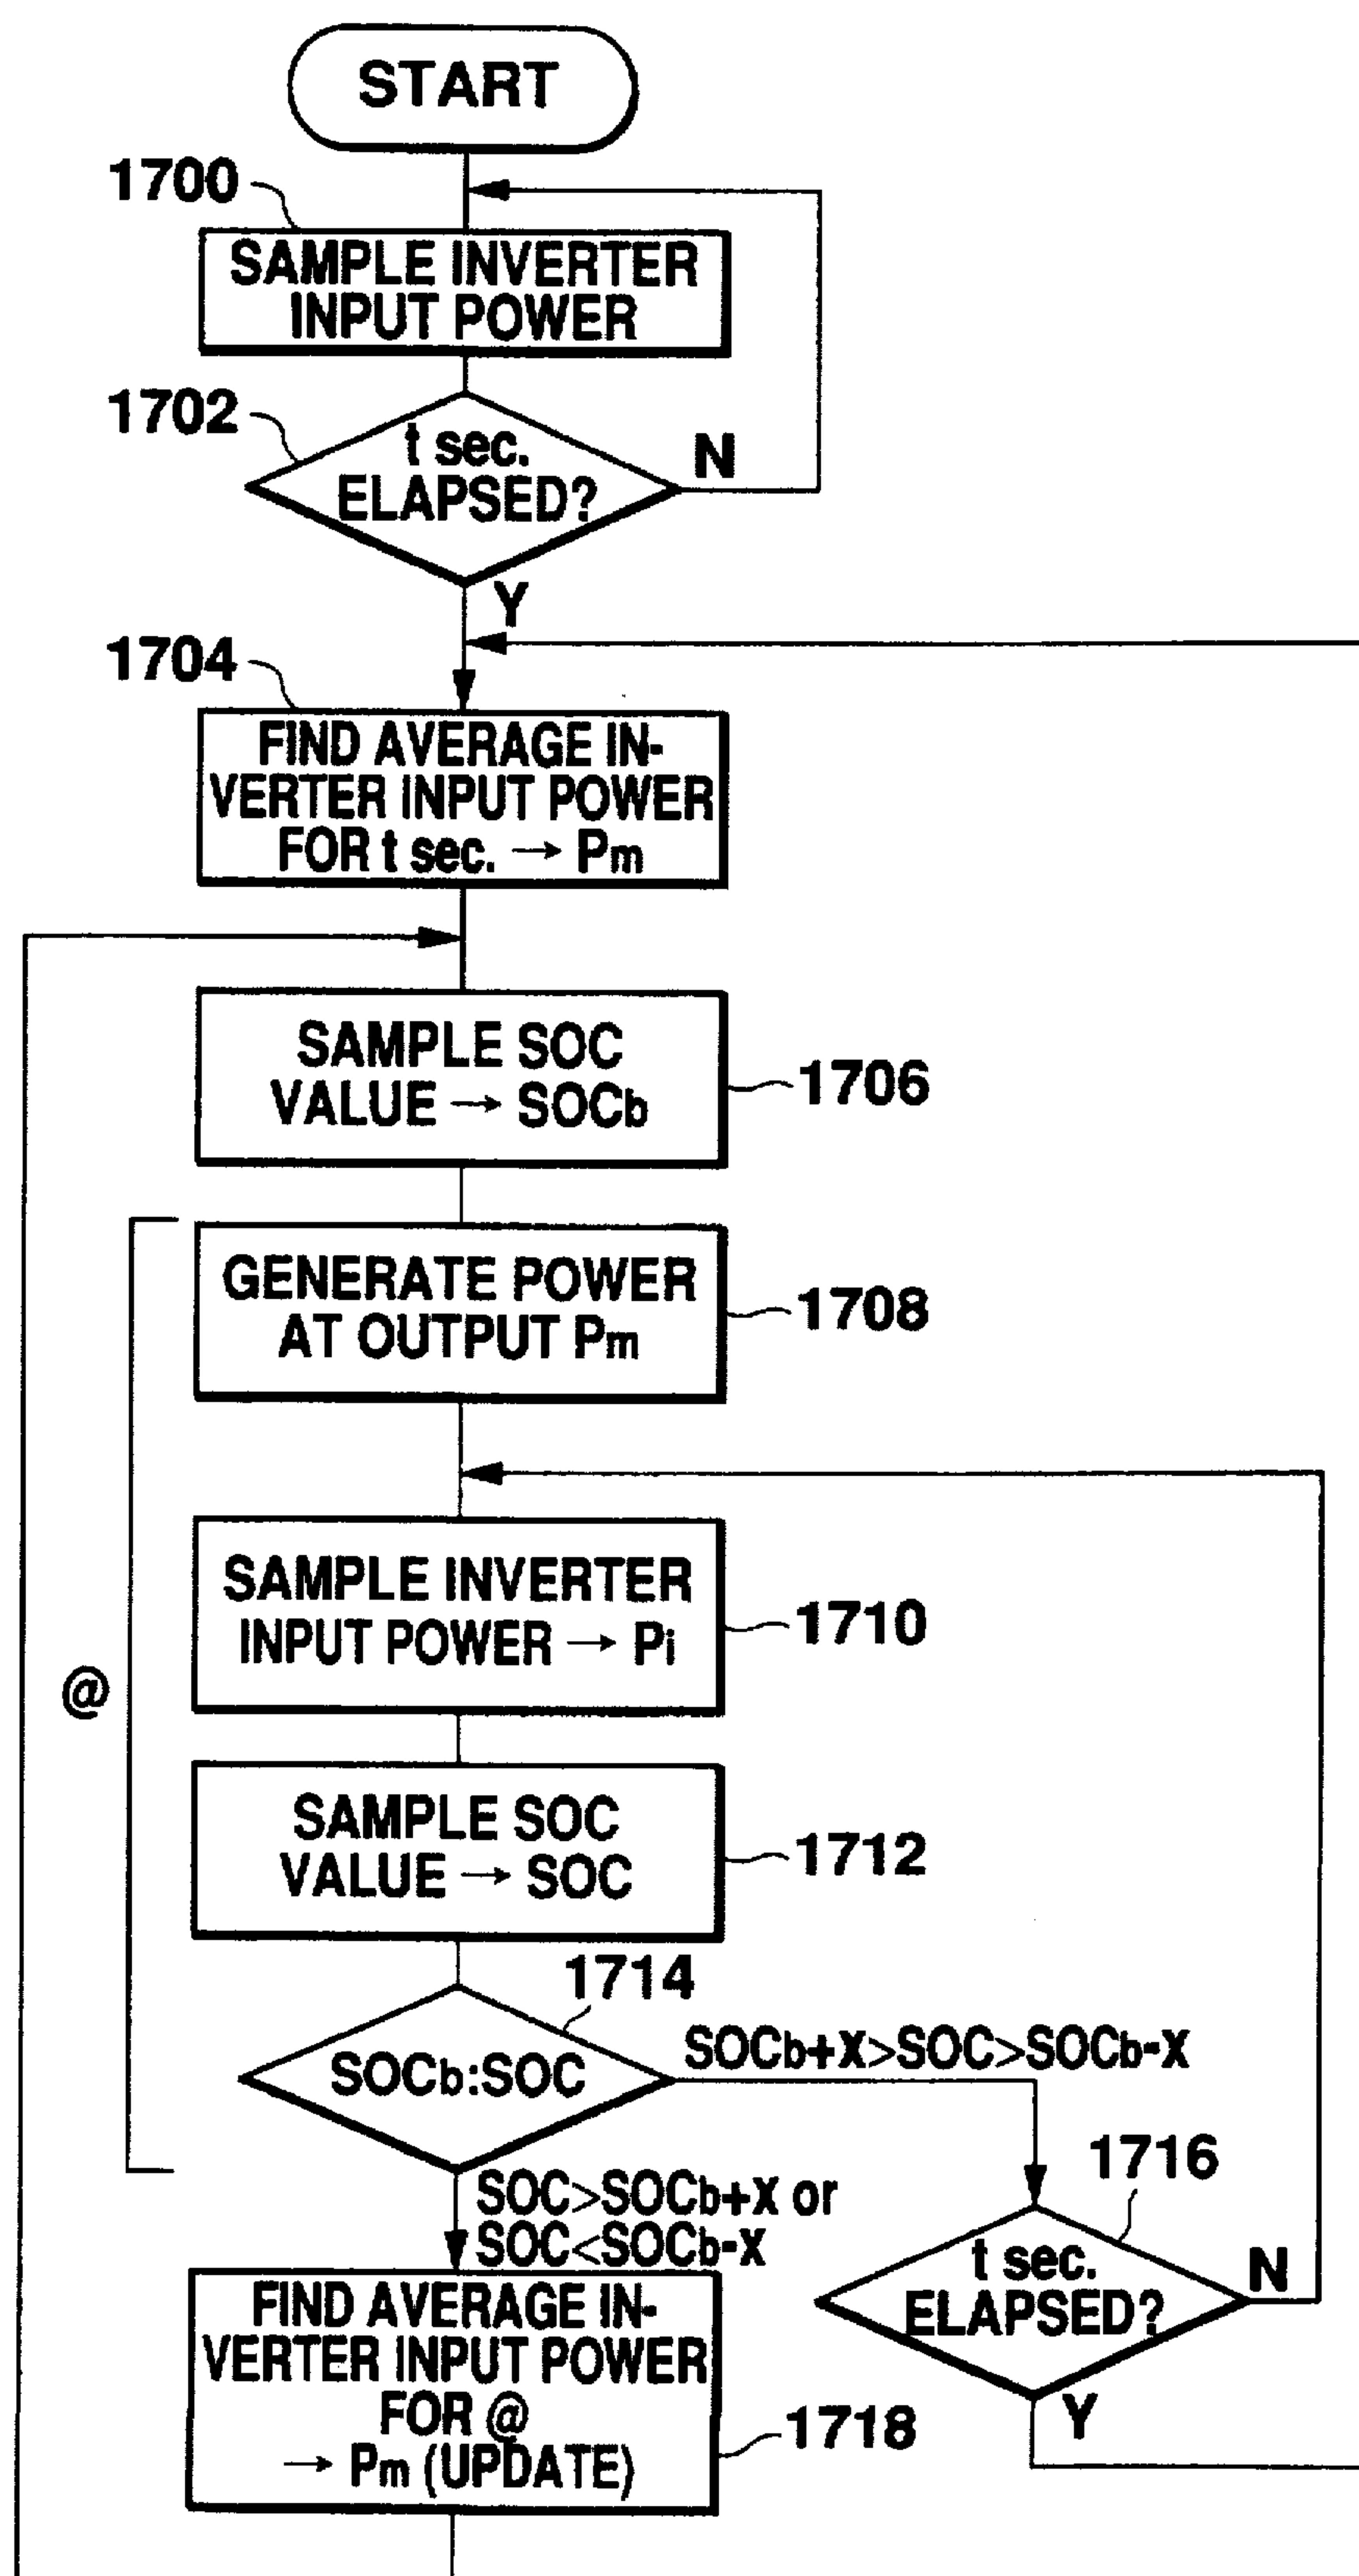 START
1700
SAMPLE INVERTER
INPUT POWER
1702
t sec.
ELAPSED?
N
Y
1704
FIND AVERAGE IN-
VERTER INPUT POWER
FOR t sec. → Pm
SAMPLE SOC
VALUE → SOCb
1706
GENERATE POWER
AT OUTPUT Pm
1708
SAMPLE INVERTER
INPUT POWER → Pi
1710
@
SAMPLE SOC
VALUE → SOC
1712
1714
SOCb:SOC
SOCb+X>SOC>SOCb-X
1716
SOC>SOCb+X or
SOC<SOCb-X
t sec.
ELAPSED?
N
Y
FIND AVERAGE IN-
VERTER INPUT POWER
FOR @
→ Pm (UPDATE)
1718